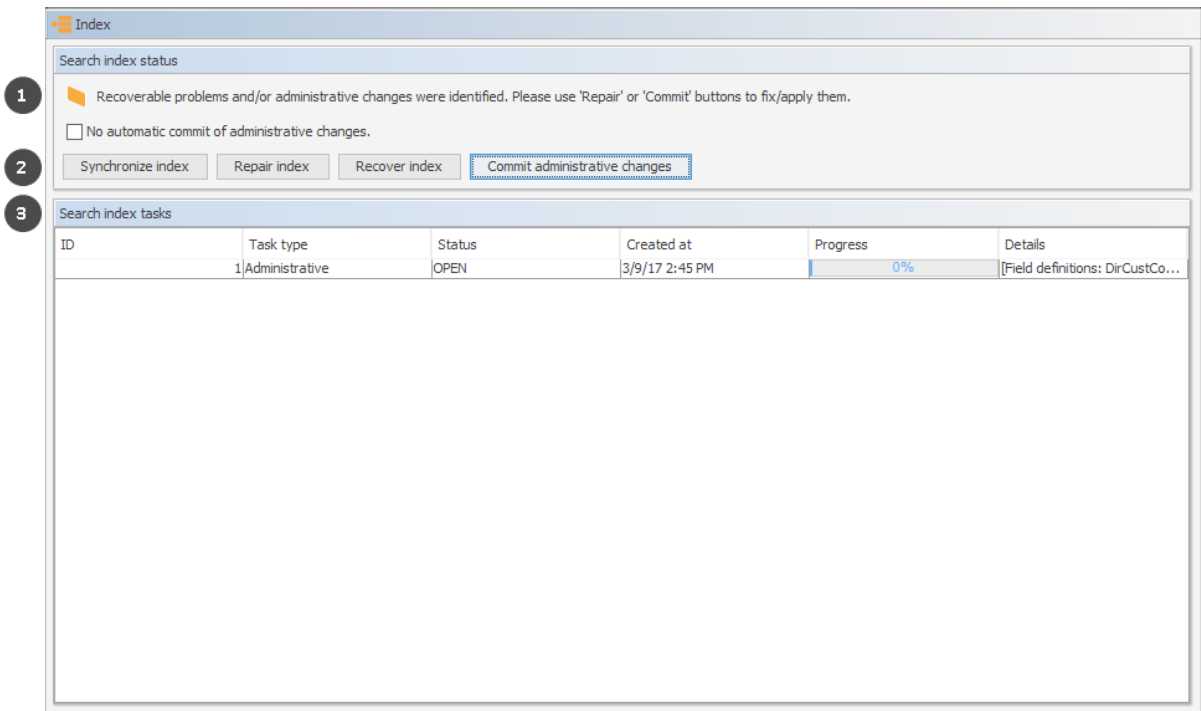 Index
Search index status
1
Recoverable problems and/or administrative changes were identified. Please use 'Repair' or 'Commit' buttons to fix/apply them.
No automatic commit of administrative changes.
2
Synchronize index Repair index Recover index Commit administrative changes
3
Search index tasks
ID Task type Status Created at Progress Details
1 Administrative OPEN 3/9/17 2:45 PM 0% [Field definitions: DirCustCo...